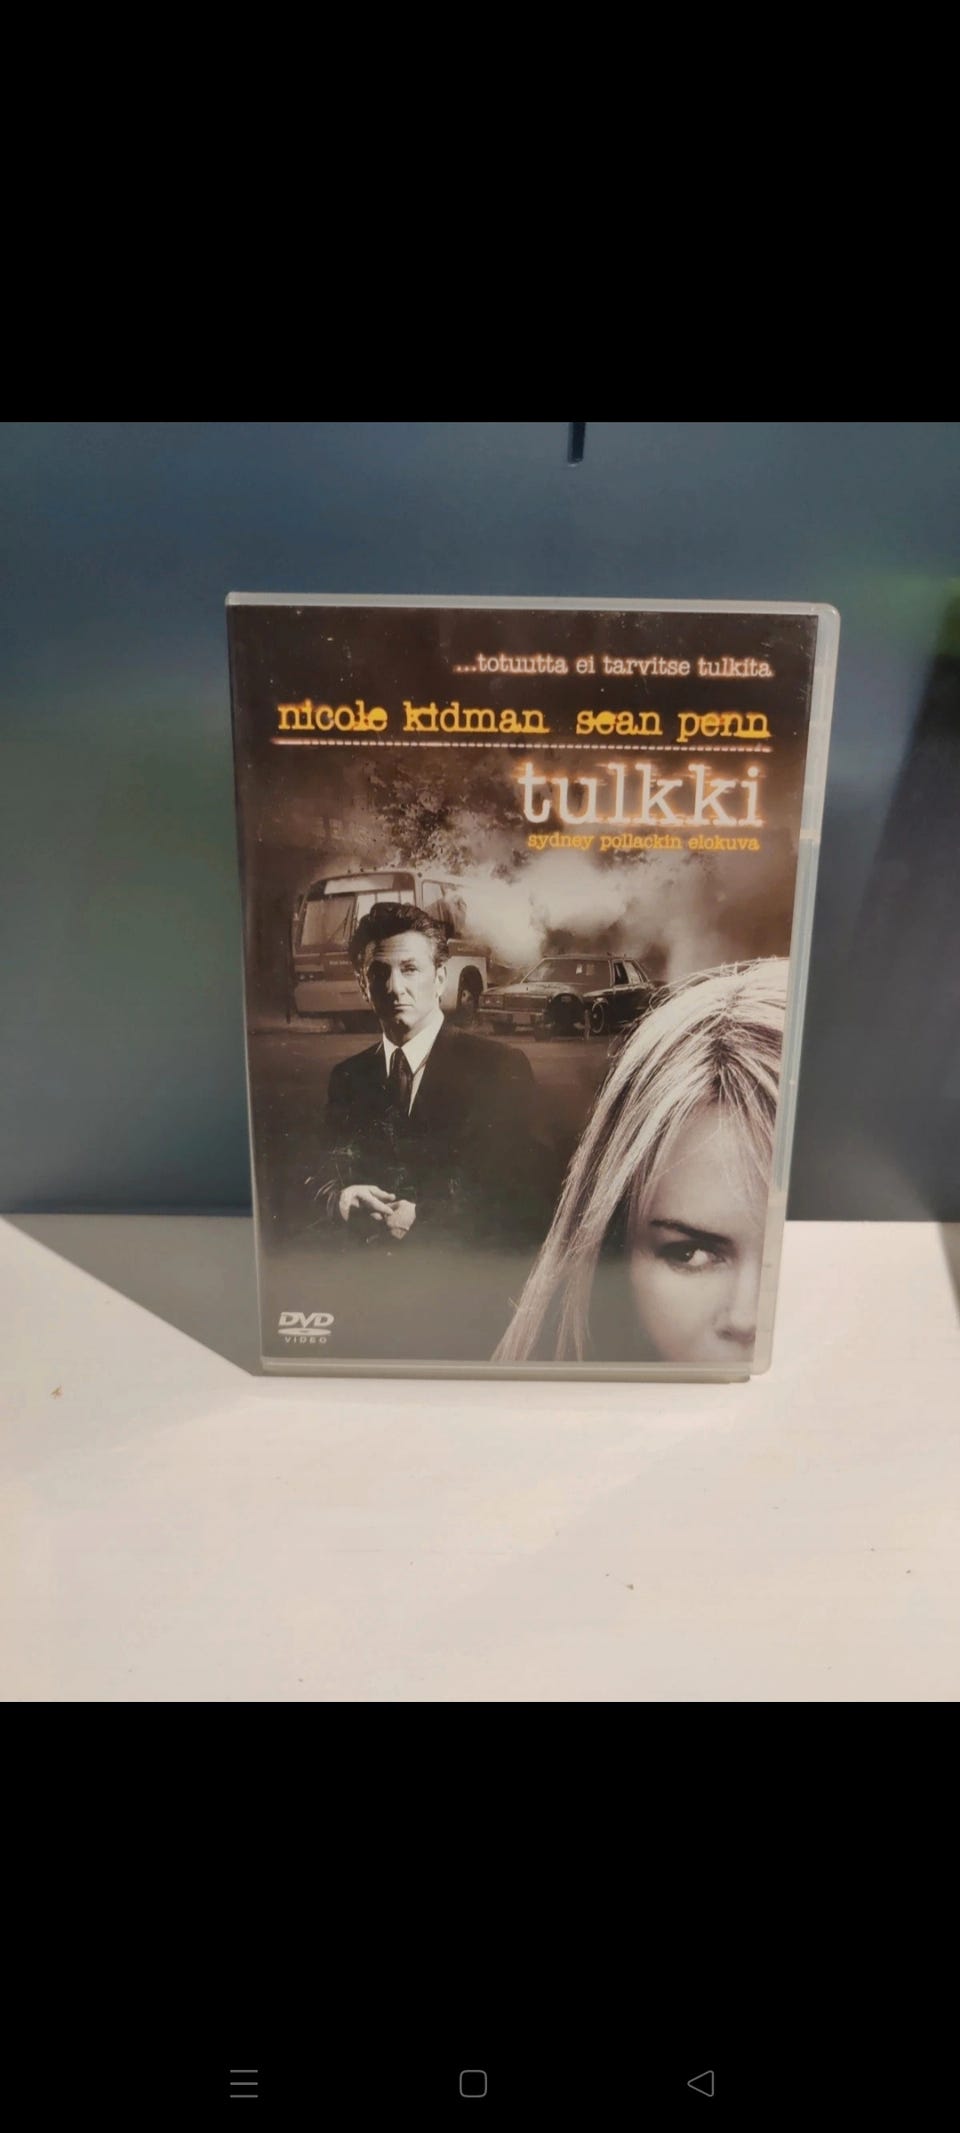 ...totuutta ei tarvitse tulkita
nicole kidman sean penn
tulkki
sydney pollackin elokuva
DVD
VIDEO